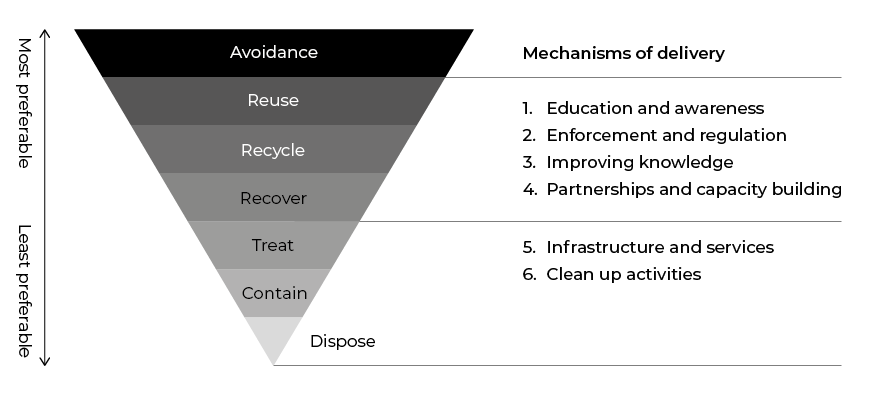 Most preferable
Least preferable
Avoidance
Reuse
Recycle
Recover
Treat
Contain
Dispose
Mechanisms of delivery
1. Education and awareness
2. Enforcement and regulation
3. Improving knowledge
4. Partnerships and capacity building
5. Infrastructure and services
6. Clean up activities